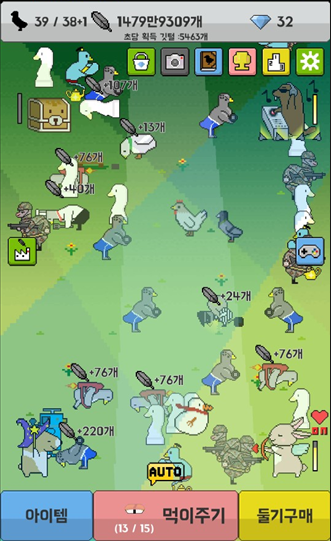 39 / 38+1
1479만9309개
32
초당 획득 깃털 :5463개
+107개
+13개
+76개
+40개
+24개
+76개
+76개
+76개
+220개
AUTO
아이템
먹이주기
(13 / 15)
둘기구매